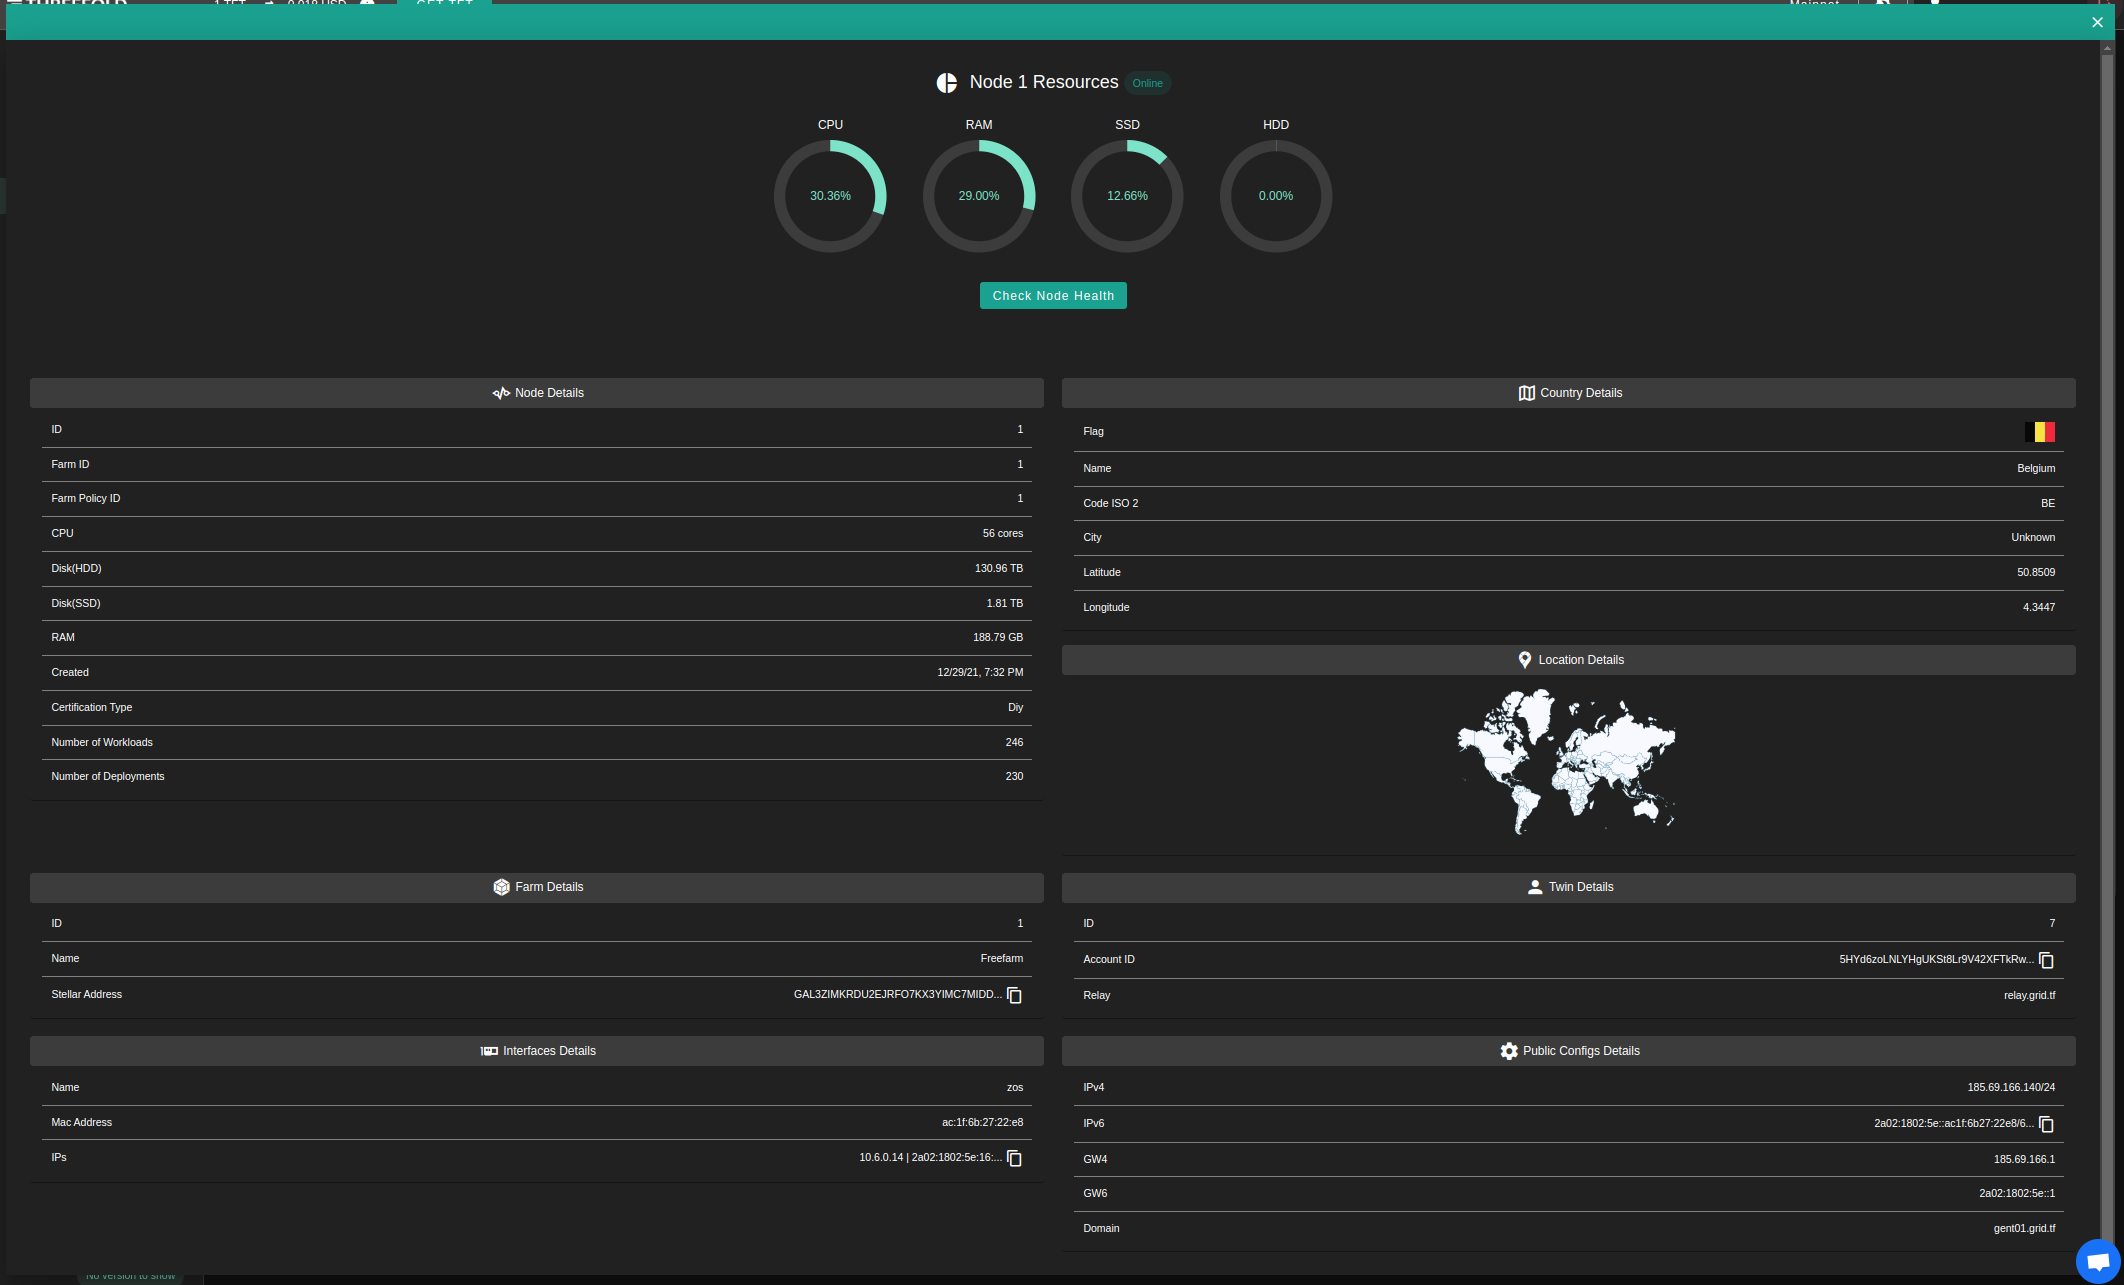 Node 1 Resources Online
CPU RAM SSD HDD
30.36% 29.00% 12.66% 0.00%
Check Node Health
Node Details
ID 1
Farm ID 1
Farm Policy ID 1
CPU 56 cores
Disk(HDD) 130.96 TB
Disk(SSD) 1.81 TB
RAM 188.79 GB
Created 12/29/21, 7:32 PM
Certification Type Diy
Number of Workloads 246
Number of Deployments 230
Country Details
Flag
Name Belgium
Code ISO 2 BE
City Unknown
Latitude 50.8509
Longitude 4.3447
Location Details
Farm Details
ID 1
Name Freefarm
Stellar Address GAL3ZIMKRDU2EJRFO7KX3YIMC7MIDD...
Twin Details
ID 7
Account ID 5HYd6zoLNLYHgUKSt8Lr9V42XFTkRw...
Relay relay.grid.tf
Interfaces Details
Name zos
Mac Address ac:1f:6b:27:22:e8
IPs 10.6.0.14 | 2a02:1802:5e:16:...
Public Configs Details
IPv4 185.69.166.140/24
IPv6 2a02:1802:5e::ac1f:6b27:22e8/6...
GW4 185.69.166.1
GW6 2a02:1802:5e::1
Domain gent01.grid.tf
No version to show